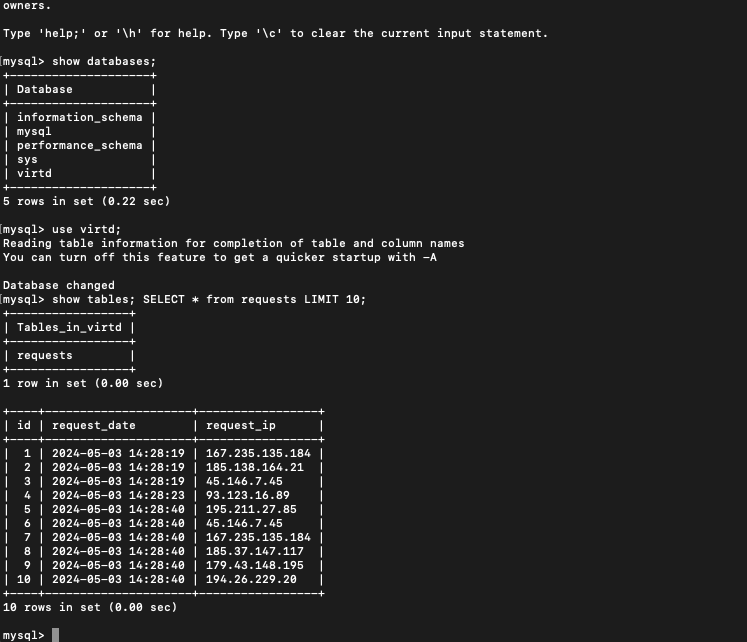 owners.
Type 'help;' or '\h' for help. Type '\c' to clear the current input statement.
[mysql> show databases;
+--------------------+
| Database           |
+--------------------+
| information_schema |
| mysql              |
| performance_schema |
| sys                |
| virtd              |
+--------------------+
5 rows in set (0.22 sec)
[mysql> use virtd;
Reading table information for completion of table and column names
You can turn off this feature to get a quicker startup with -A
Database changed
[mysql> show tables; SELECT * from requests LIMIT 10;
+-----------------+
| Tables_in_virtd |
+-----------------+
| requests        |
+-----------------+
1 row in set (0.00 sec)
+----+---------------------+-----------------+
| id | request_date        | request_ip      |
+----+---------------------+-----------------+
|  1 | 2024-05-03 14:28:19 | 167.235.135.184 |
|  2 | 2024-05-03 14:28:19 | 185.138.164.21  |
|  3 | 2024-05-03 14:28:19 | 45.146.7.45     |
|  4 | 2024-05-03 14:28:23 | 93.123.16.89    |
|  5 | 2024-05-03 14:28:40 | 195.211.27.85   |
|  6 | 2024-05-03 14:28:40 | 45.146.7.45     |
|  7 | 2024-05-03 14:28:40 | 167.235.135.184 |
|  8 | 2024-05-03 14:28:40 | 185.37.147.117  |
|  9 | 2024-05-03 14:28:40 | 179.43.148.195  |
| 10 | 2024-05-03 14:28:40 | 194.26.229.20   |
+----+---------------------+-----------------+
10 rows in set (0.00 sec)
mysql>